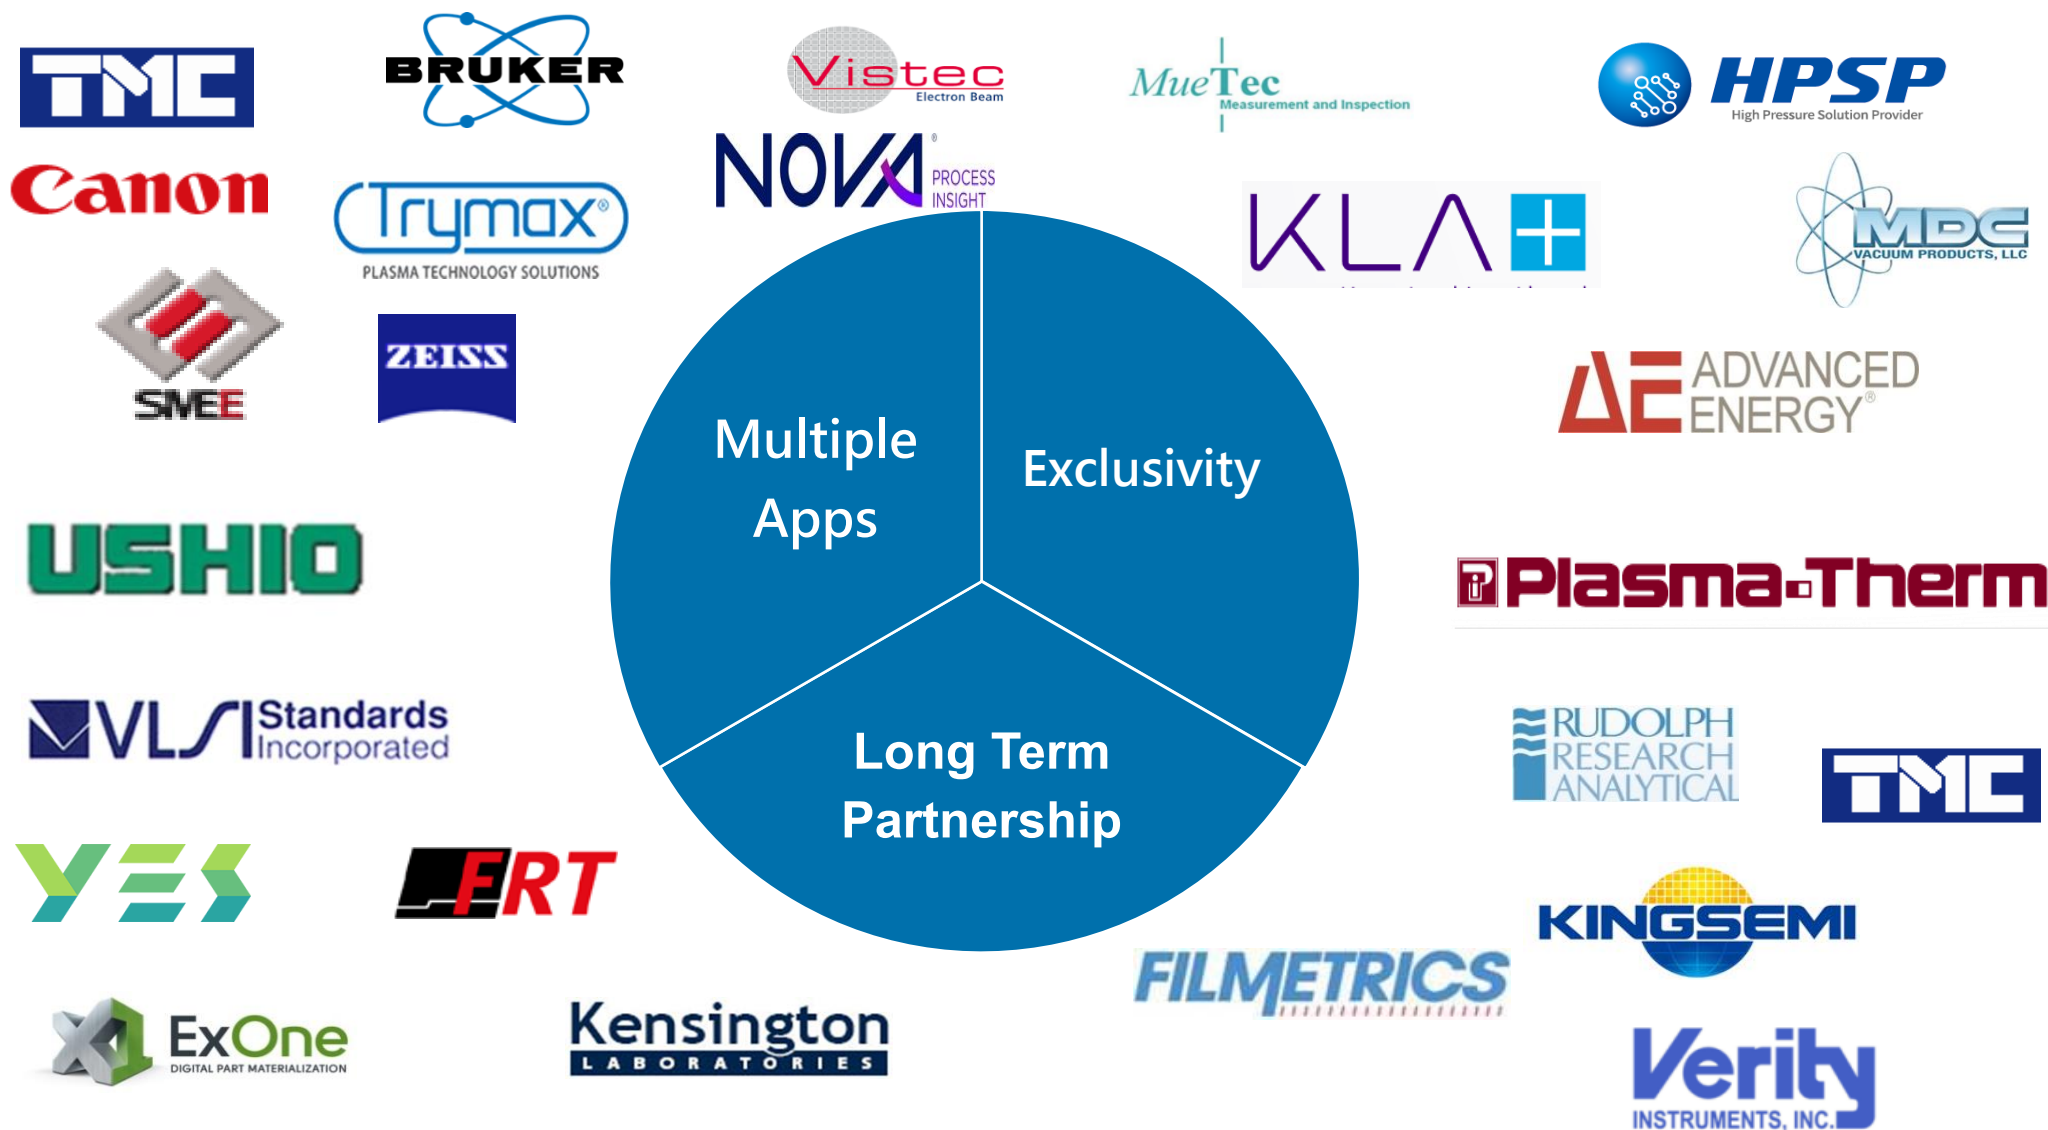 TMC
BRUKER
Vistec
Electron Beam
MueTec
Measurement and Inspection
HPSP
High Pressure Solution Provider
Canon
Trymax®
PLASMA TECHNOLOGY SOLUTIONS
NOVA®
PROCESS
INSIGHT
KLA+
MDC
VACUUM PRODUCTS, LLC
SMEE
ZEISS
ADVANCED
ENERGY®
Multiple
Apps
Exclusivity
USHIO
Plasma-Therm
VLSI Standards
Incorporated
Long Term
Partnership
RUDOLPH
RESEARCH
ANALYTICAL
TMC
YES
FRT
KINGSEMI
FILMETRICS
ExOne
DIGITAL PART MATERIALIZATION
Kensington
LABORATORIES
Verity
INSTRUMENTS, INC.